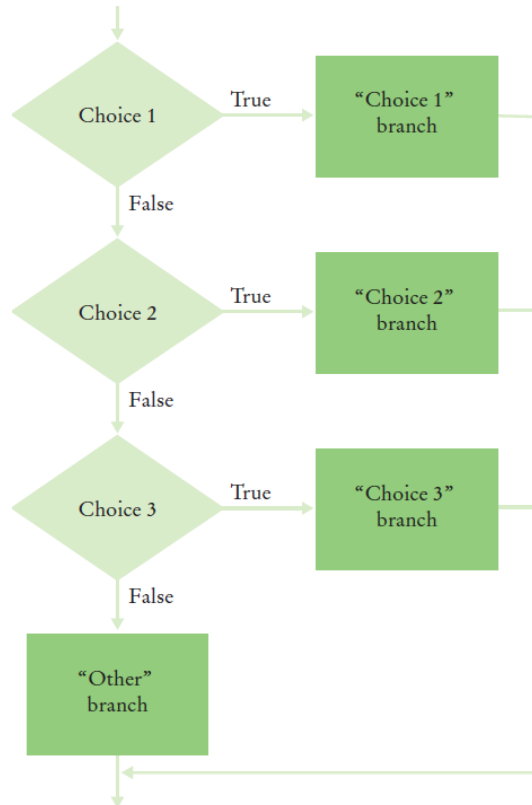 Choice 1
True
“Choice 1”
branch
False
Choice 2
True
“Choice 2”
branch
False
Choice 3
True
“Choice 3”
branch
False
“Other”
branch